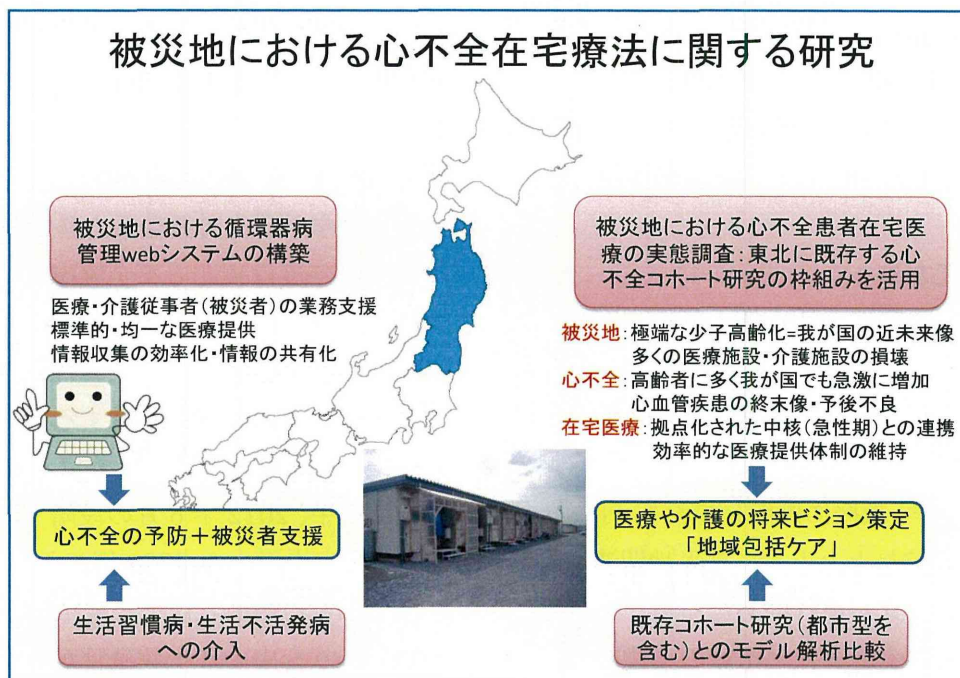 被災地における心不全在宅療法に関する研究
被災地における循環器病
管理webシステムの構築
医療・介護従事者(被災者)の業務支援
標準的・均一な医療提供
情報収集の効率化・情報の共有化
心不全の予防＋被災者支援
生活習慣病・生活不活発病
への介入
被災地における心不全患者在宅医
療の実態調査：東北に既存する心
不全コホート研究の枠組みを活用
被災地：極端な少子高齢化=我が国の近未来像
多くの医療施設・介護施設の損壊
心不全：高齢者に多く我が国でも急激に増加
心血管疾患の終末像・予後不良
在宅医療：拠点化された中核(急性期)との連携
効率的な医療提供体制の維持
医療や介護の将来ビジョン策定
「地域包括ケア」
既存コホート研究(都市型を
含む)とのモデル解析比較